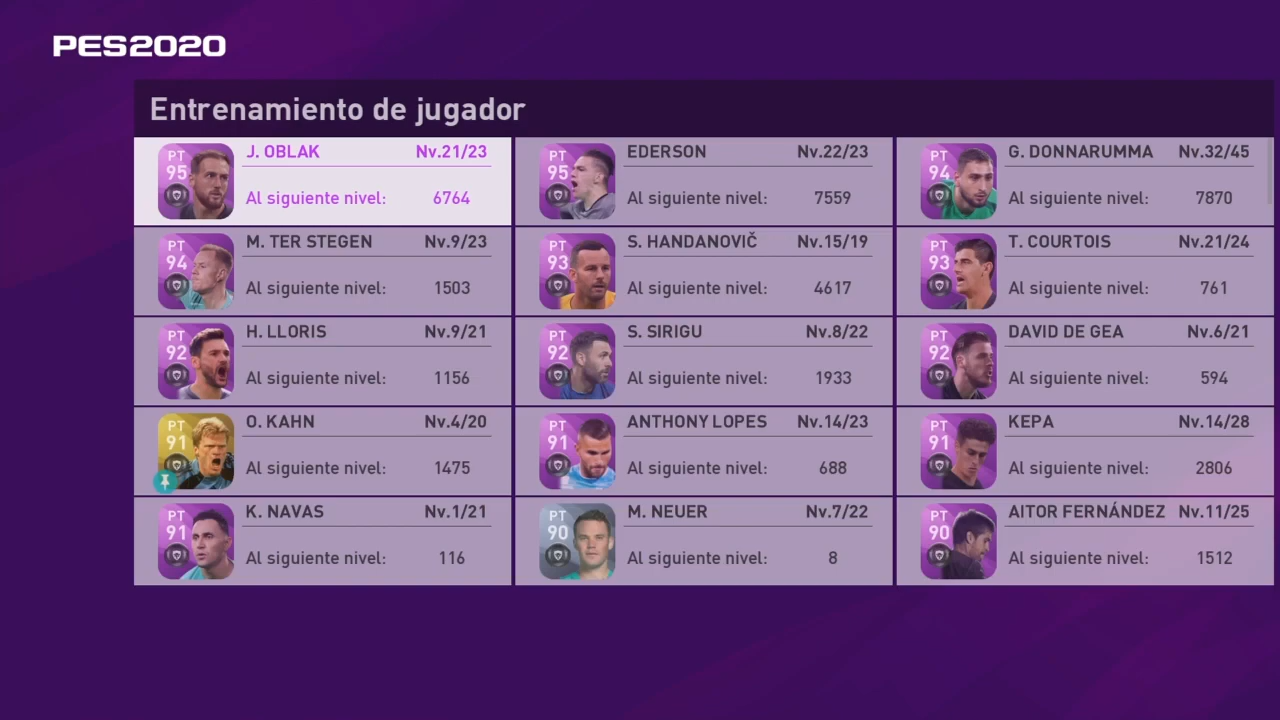 PES2020
Entrenamiento de jugador
PT 95 J. OBLAK Nv.21/23
Al siguiente nivel: 6764
PT 95 EDERSON Nv.22/23
Al siguiente nivel: 7559
PT 94 G. DONNARUMMA Nv.32/45
Al siguiente nivel: 7870
PT 94 M. TER STEGEN Nv.9/23
Al siguiente nivel: 1503
PT 93 S. HANDANOVIČ Nv.15/19
Al siguiente nivel: 4617
PT 93 T. COURTOIS Nv.21/24
Al siguiente nivel: 761
PT 92 H. LLORIS Nv.9/21
Al siguiente nivel: 1156
PT 92 S. SIRIGU Nv.8/22
Al siguiente nivel: 1933
PT 92 DAVID DE GEA Nv.6/21
Al siguiente nivel: 594
PT 91 O. KAHN Nv.4/20
Al siguiente nivel: 1475
PT 91 ANTHONY LOPES Nv.14/23
Al siguiente nivel: 688
PT 91 KEPA Nv.14/28
Al siguiente nivel: 2806
PT 91 K. NAVAS Nv.1/21
Al siguiente nivel: 116
PT 90 M. NEUER Nv.7/22
Al siguiente nivel: 8
PT 90 AITOR FERNÁNDEZ Nv.11/25
Al siguiente nivel: 1512